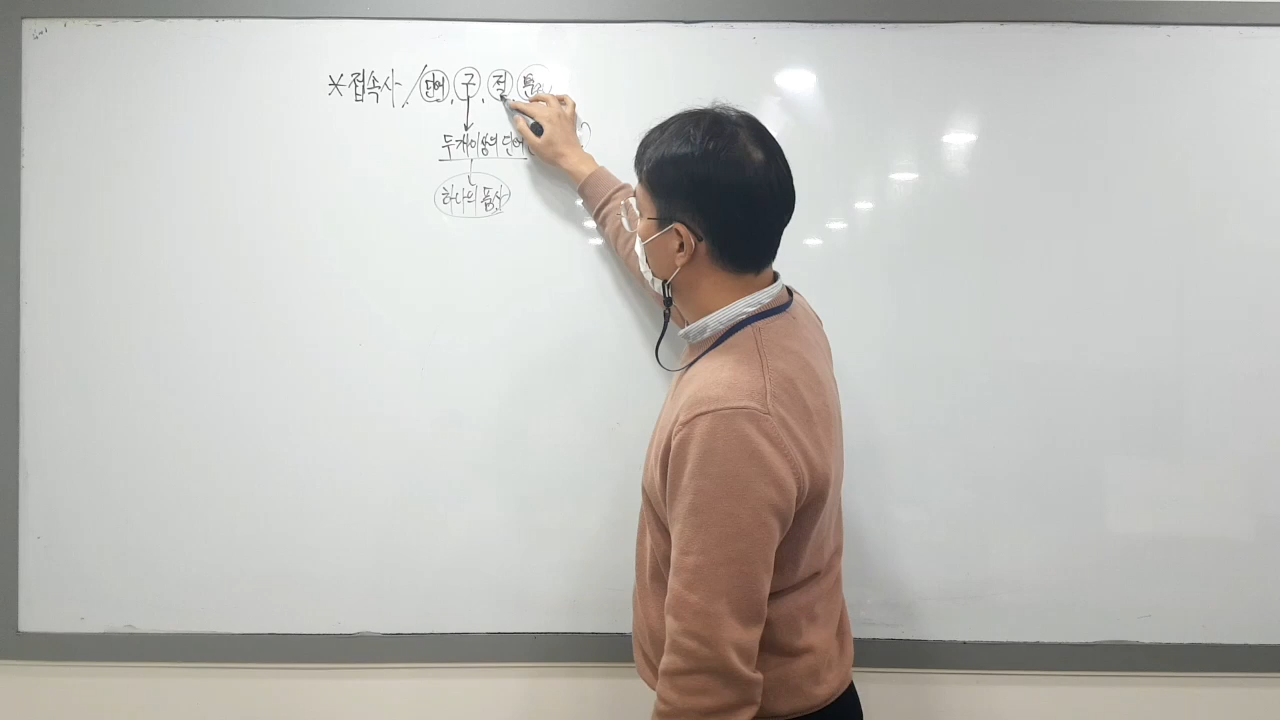 ※접속사 / 단어, 구, 절,
두개이상의 단어
하나의 품사